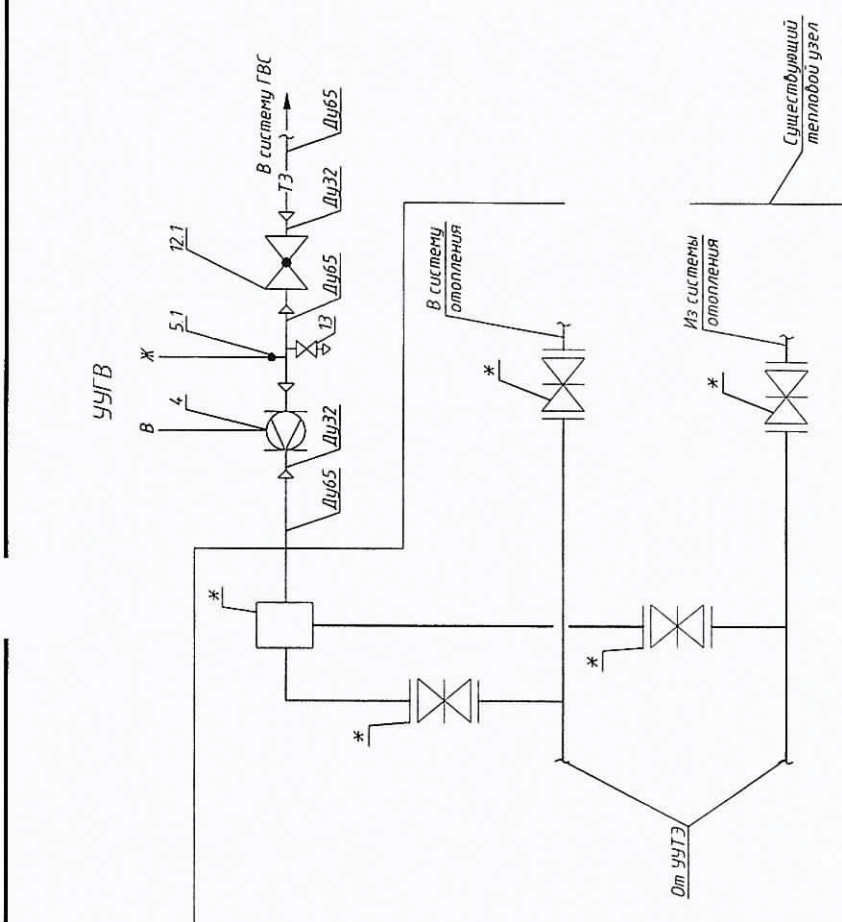 УУГВ
В
4
Ж
5.1
12.1
В систему ГВС
Т3
Ду65
Ду32
Ду65
13
Ду32
Ду65
*
*
*
В систему
отопления
*
Из системы
отопления
*
Существующий
тепловой узел
От УУТЭ